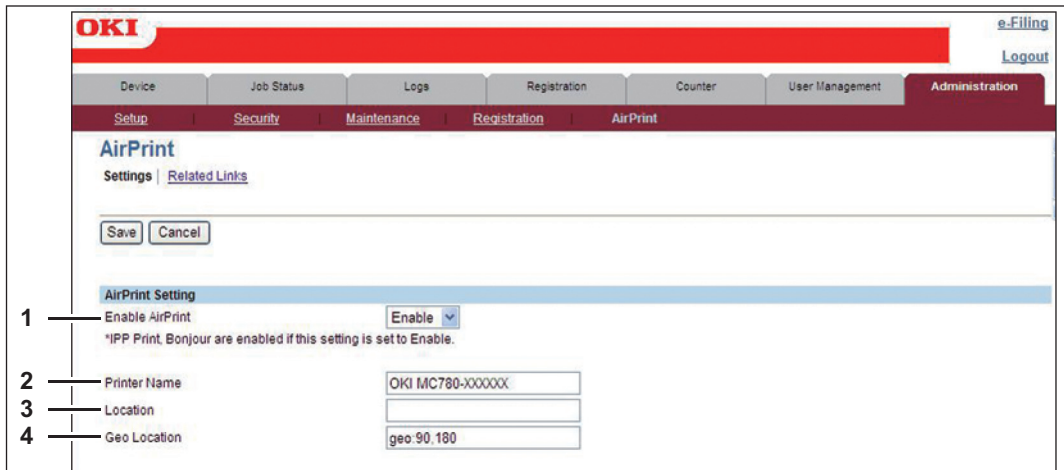 OKI
e-Filing
Logout
Device Job Status Logs Registration Counter User Management Administration
Setup Security Maintenance Registration AirPrint
AirPrint
Settings | Related Links
Save Cancel
AirPrint Setting
1 Enable AirPrint Enable
*IPP Print, Bonjour are enabled if this setting is set to Enable.
2 Printer Name OKI MC780-XXXXXX
3 Location
4 Geo Location geo:90,180